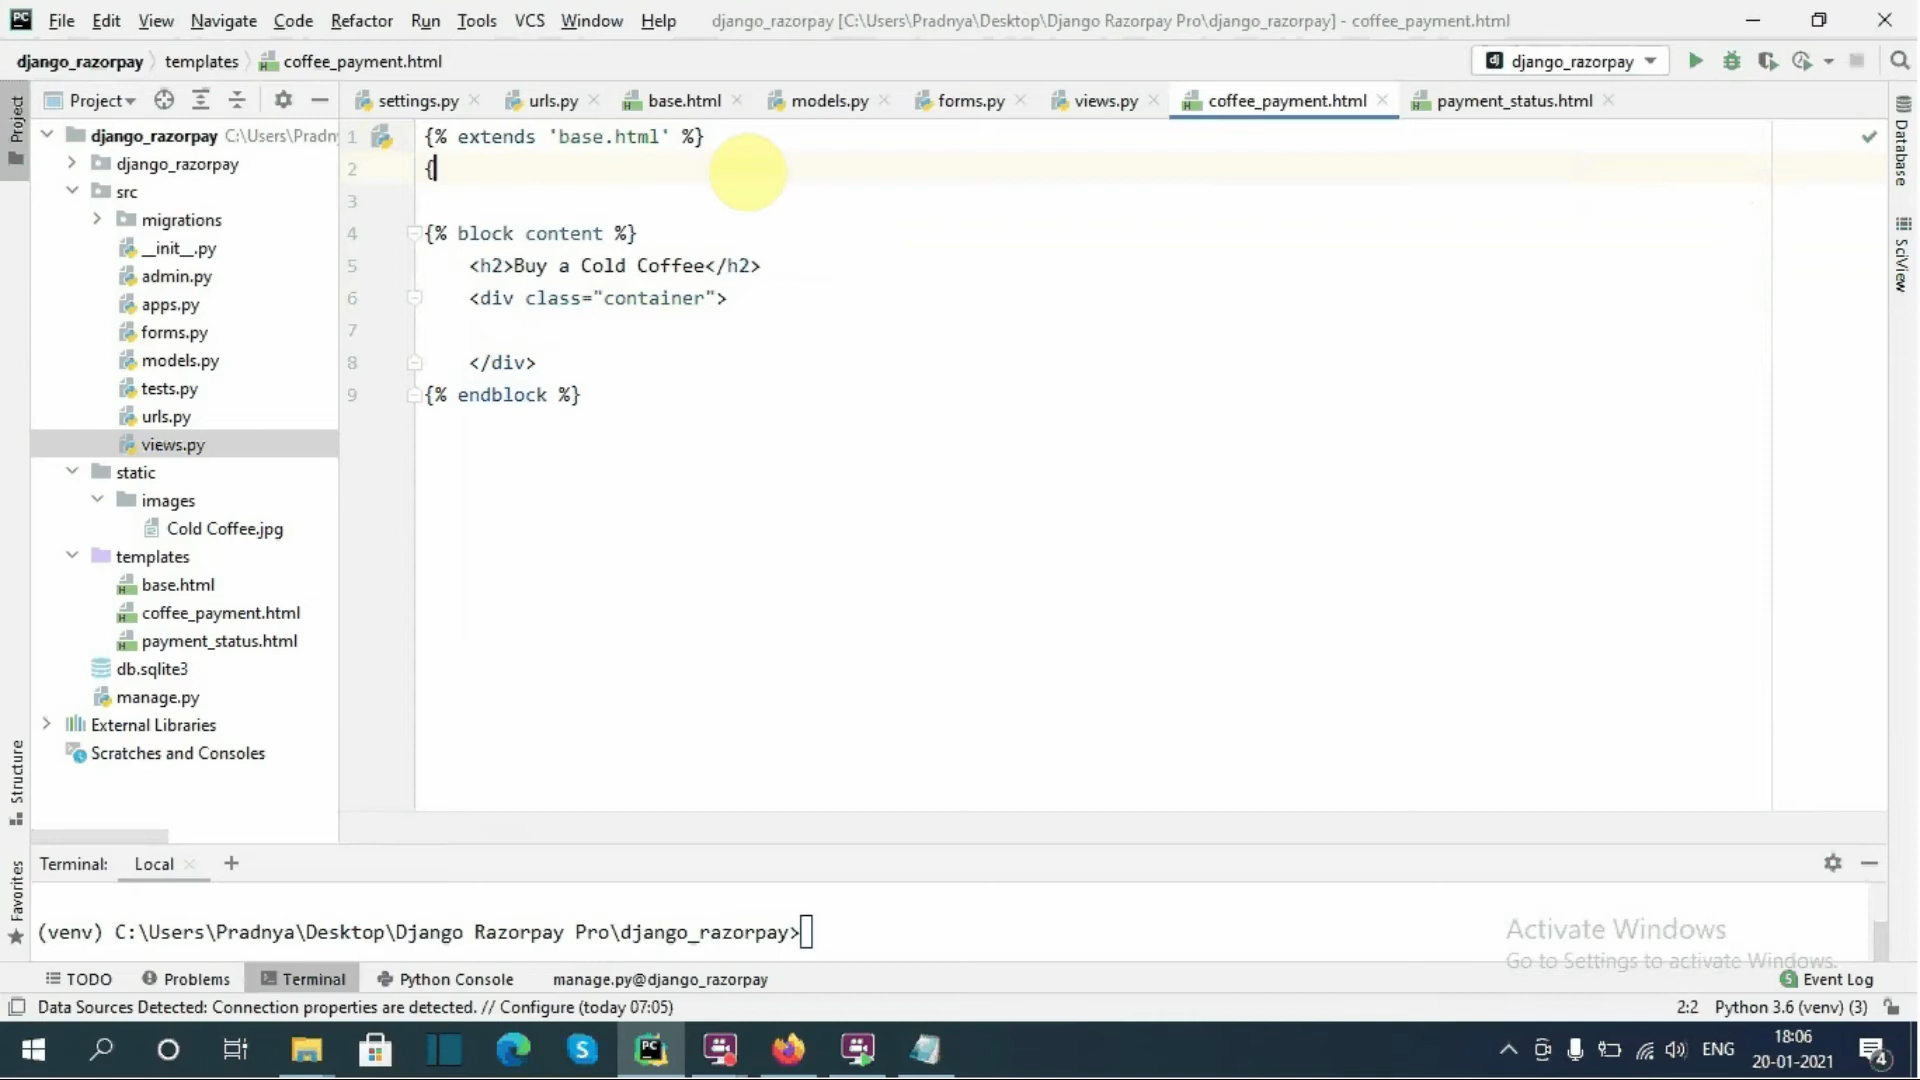 PC File Edit View Navigate Code Refactor Run Tools VCS Window Help django_razorpay [C:\Users\Pradnya\Desktop\Django Razorpay Pro\django_razorpay] - coffee_payment.html
django_razorpay templates coffee_payment.html dj django_razorpay
Project
Project
settings.py urls.py base.html models.py forms.py views.py coffee_payment.html payment_status.html
django_razorpay C:\Users\Pradn
django_razorpay
src
migrations
__init__.py
admin.py
apps.py
forms.py
models.py
tests.py
urls.py
views.py
static
images
Cold Coffee.jpg
templates
base.html
coffee_payment.html
payment_status.html
db.sqlite3
manage.py
External Libraries
Scratches and Consoles
1 {% extends 'base.html' %}
2 {
3
4 {% block content %}
5 <h2>Buy a Cold Coffee</h2>
6 <div class="container">
7
8 </div>
9 {% endblock %}
Database
SciView
Structure
Favorites
Terminal: Local +
(venv) C:\Users\Pradnya\Desktop\Django Razorpay Pro\django_razorpay>
Activate Windows
Go to Settings to activate Windows.
TODO Problems Terminal Python Console manage.py@django_razorpay 5 Event Log
Data Sources Detected: Connection properties are detected. // Configure (today 07:05) 2:2 Python 3.6 (venv) (3)
PC ENG 18:06
20-01-2021
4